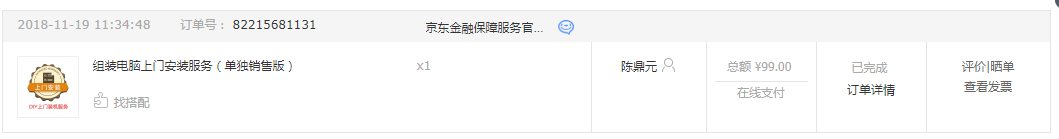 2018-11-19 11:34:48 订单号： 82215681131 京东金融保障服务官...
组装电脑上门安装服务（单独销售版） x1 陈鼎元 总额 ¥99.00 已完成 评价|晒单
在线支付 订单详情 查看发票
上门安装
DIY上门装机服务
找搭配